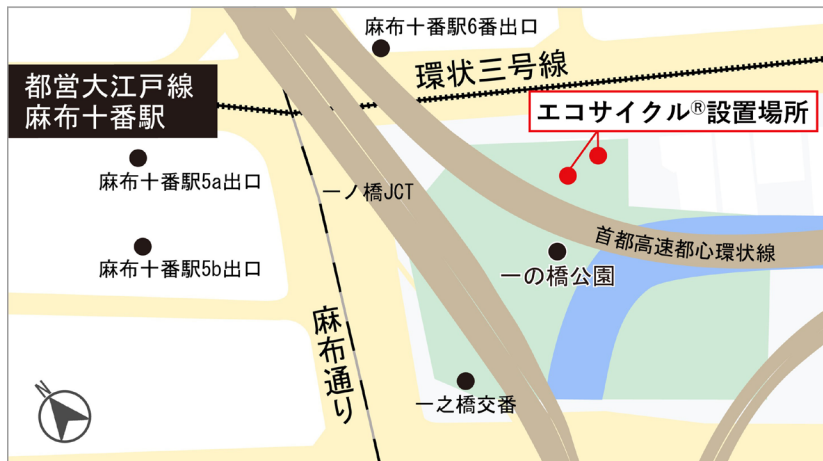 麻布十番駅6番出口
都営大江戸線
麻布十番駅
環状三号線
エコサイクル®設置場所
麻布十番駅5a出口
一ノ橋JCT
首都高速都心環状線
麻布十番駅5b出口
一の橋公園
麻布通り
一之橋交番
N